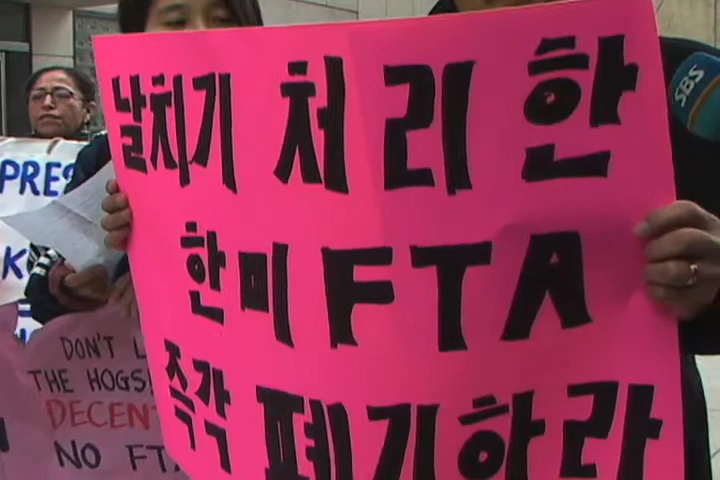 날치기 처리한
한미 FTA
즉각 폐기하라
SBS
PRES
K
DON'T L
THE HOGS
DECENT
NO FTA